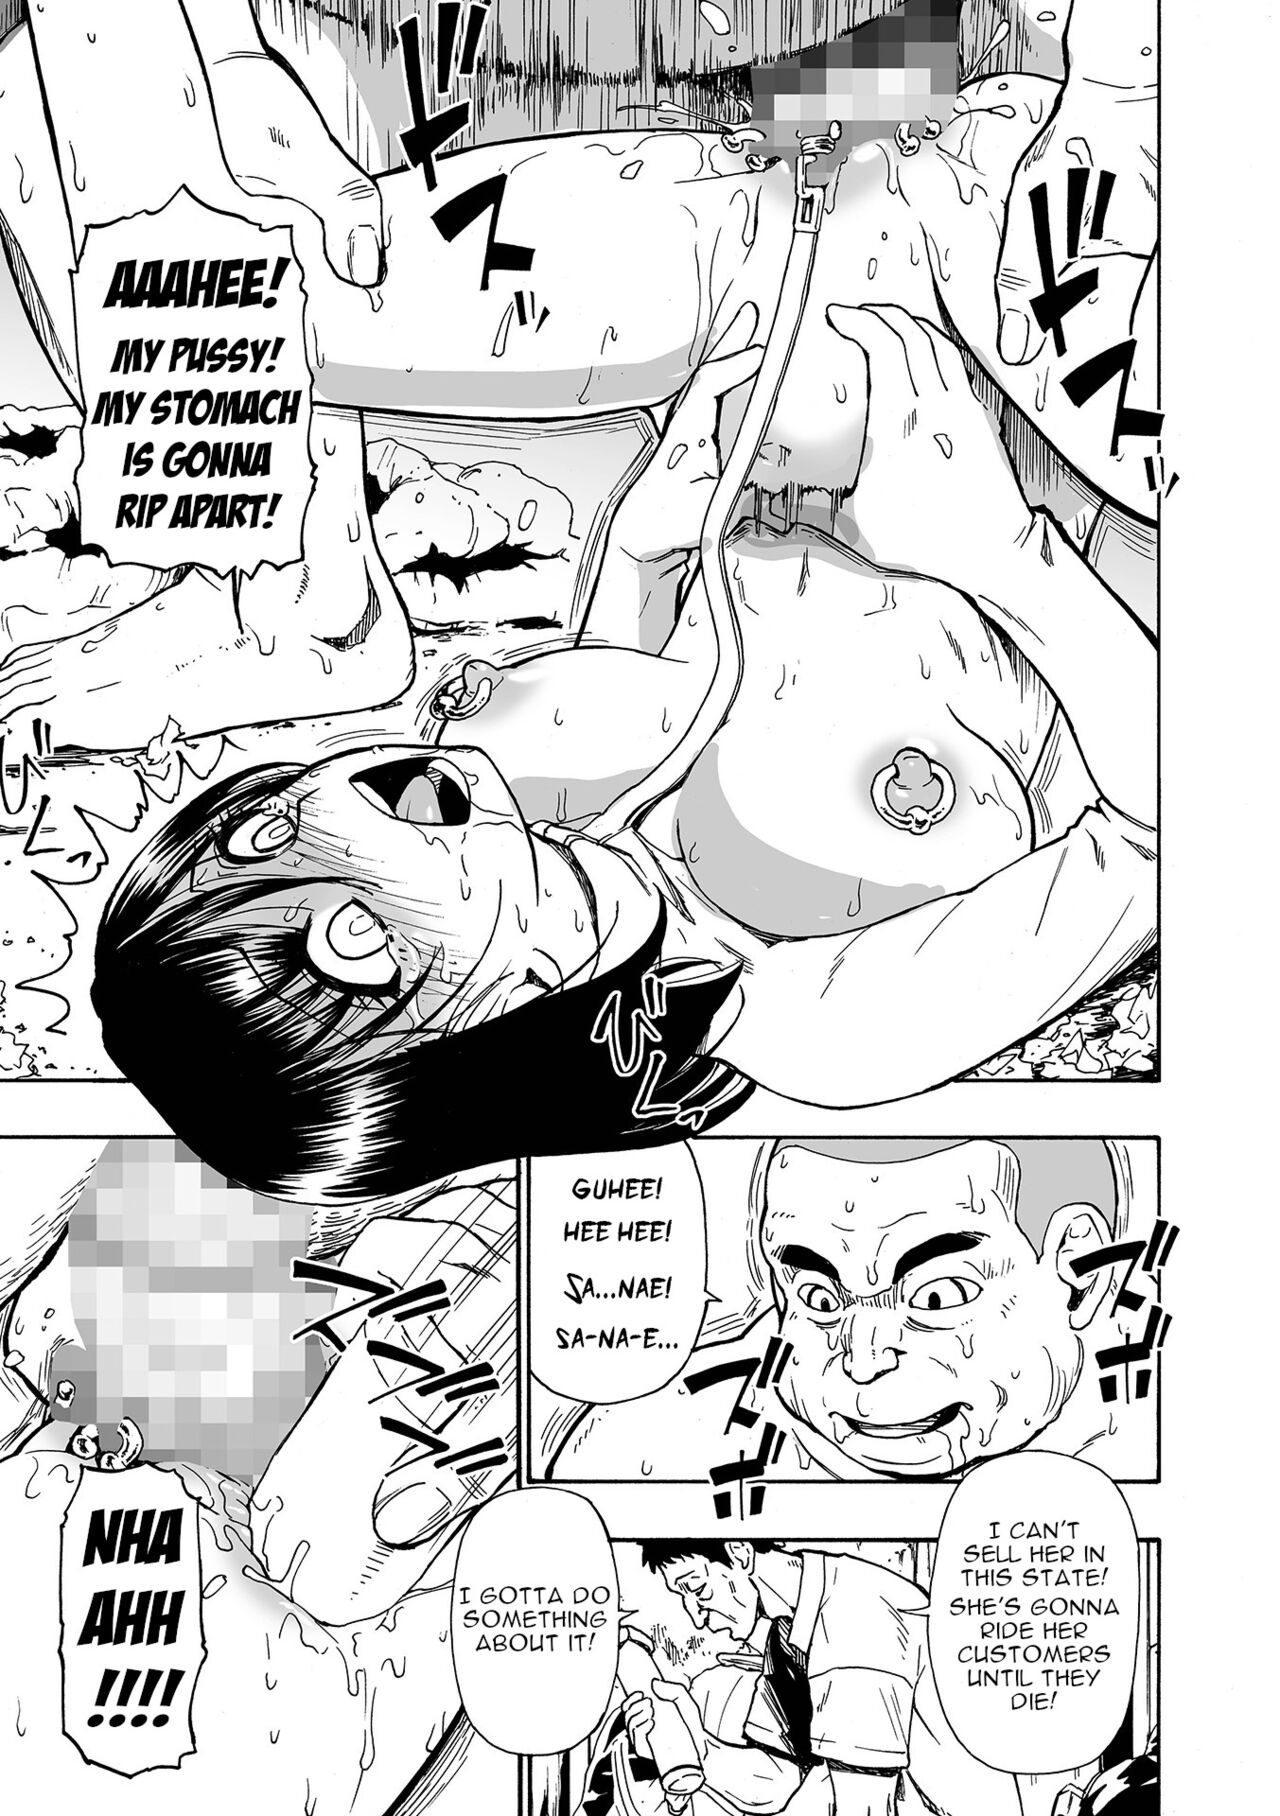 AAAHEE!
MY PUSSY!
MY STOMACH
IS GONNA
RIP APART!
GUHEE!
HEE HEE!
SA...NAE!
SA-NA-E...
NHA
AHH
!!!!
I CAN'T
SELL HER IN
THIS STATE!
SHE'S GONNA
RIDE HER
CUSTOMERS
UNTIL THEY
DIE!
I GOTTA DO
SOMETHING
ABOUT IT!